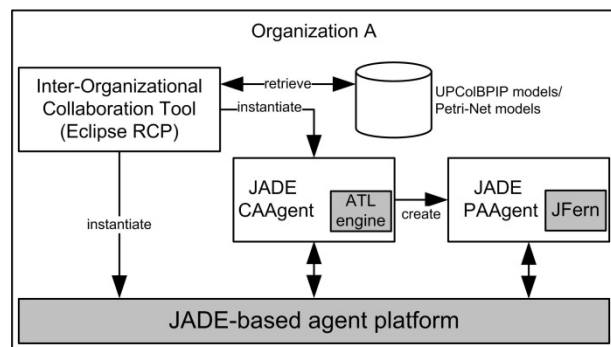 Organization A
Inter-Organizational
Collaboration Tool
(Eclipse RCP)
retrieve
instantiate
UPColBPIP models/
Petri-Net models
JADE
CAAgent
ATL
engine
create
JADE
PAAgent
JFern
instantiate
JADE-based agent platform